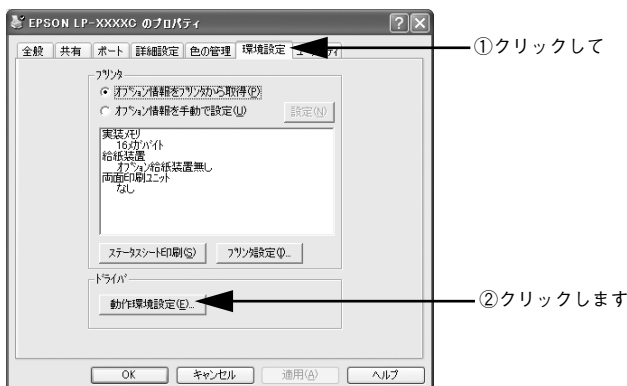 EPSON LP-XXXXC のプロパティ
全般 共有 ポート 詳細設定 色の管理 環境設定
①クリックして
プリンタ
オプション情報をプリンタから取得(P)
オプション情報を手動で設定(U) 設定(N)
実装メモリ
16メガバイト
給紙装置
オプション給紙装置無し
両面印刷ユニット
なし
ステータスシート印刷(S) プリンタ設定(I)...
ドライバ
動作環境設定(E)...
②クリックします
OK キャンセル 適用(A) ヘルプ